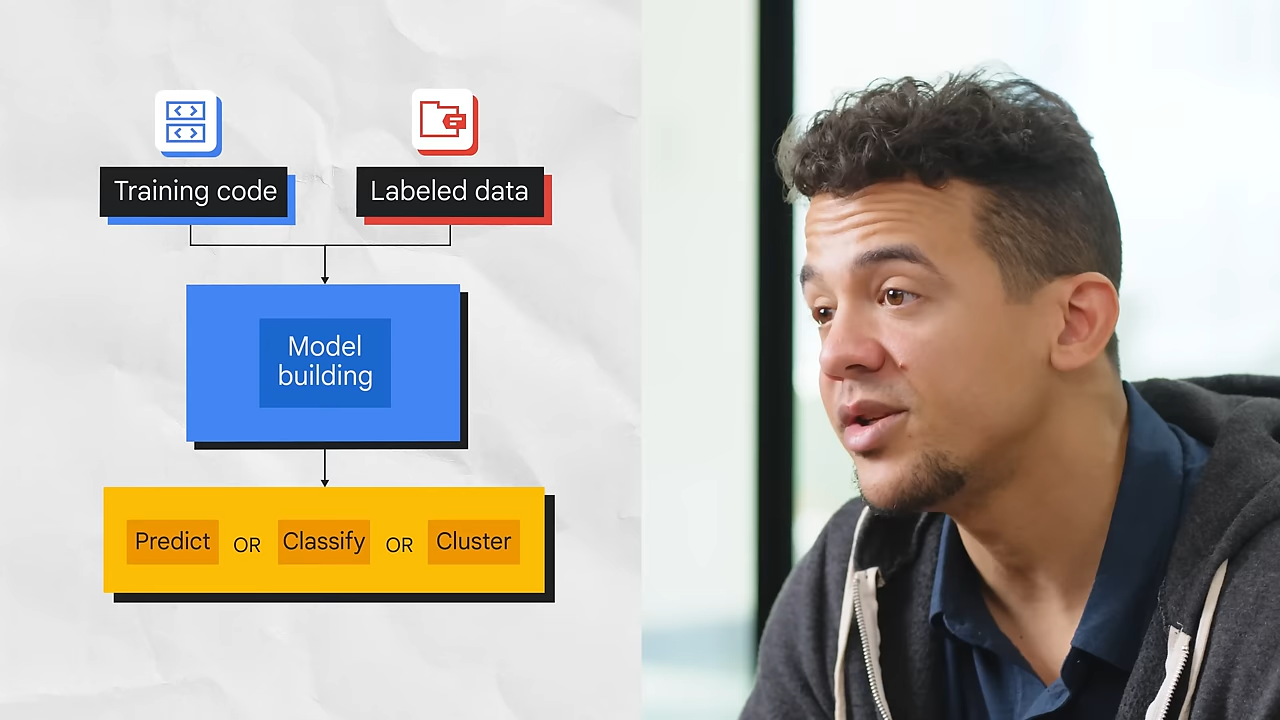 Training code
Labeled data
Model
building
Predict OR Classify OR Cluster